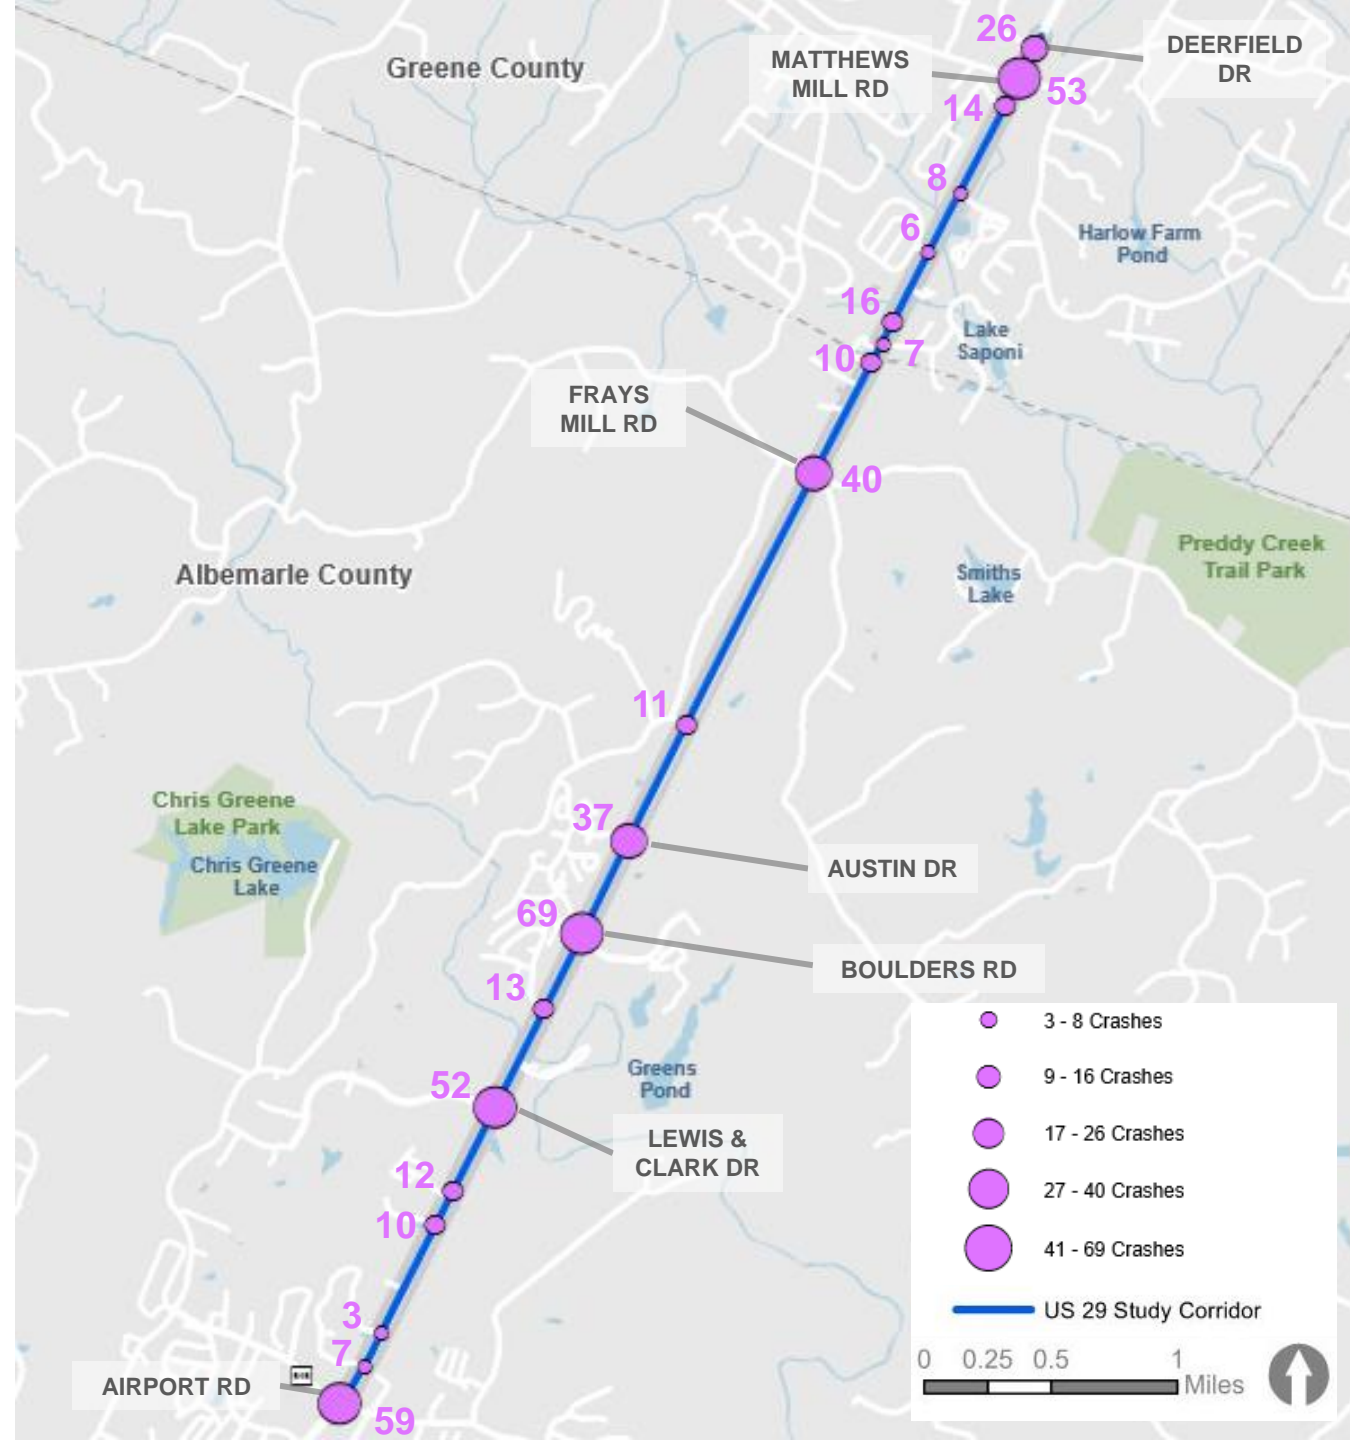 26
DEERFIELD
DR
MATTHEWS
MILL RD
53
14
Greene County
8
6
Harlow Farm
Pond
16
7
10
Lake
Saponi
FRAYS
MILL RD
40
Preddy Creek
Trail Park
Albemarle County
Smiths
Lake
11
37
Chris Greene
Lake Park
Chris Greene
Lake
AUSTIN DR
69
BOULDERS RD
13
3 - 8 Crashes
9 - 16 Crashes
17 - 26 Crashes
27 - 40 Crashes
41 - 69 Crashes
US 29 Study Corridor
0 0.25 0.5 1
Miles
Greens
Pond
52
LEWIS &
CLARK DR
12
10
3
7
AIRPORT RD
59